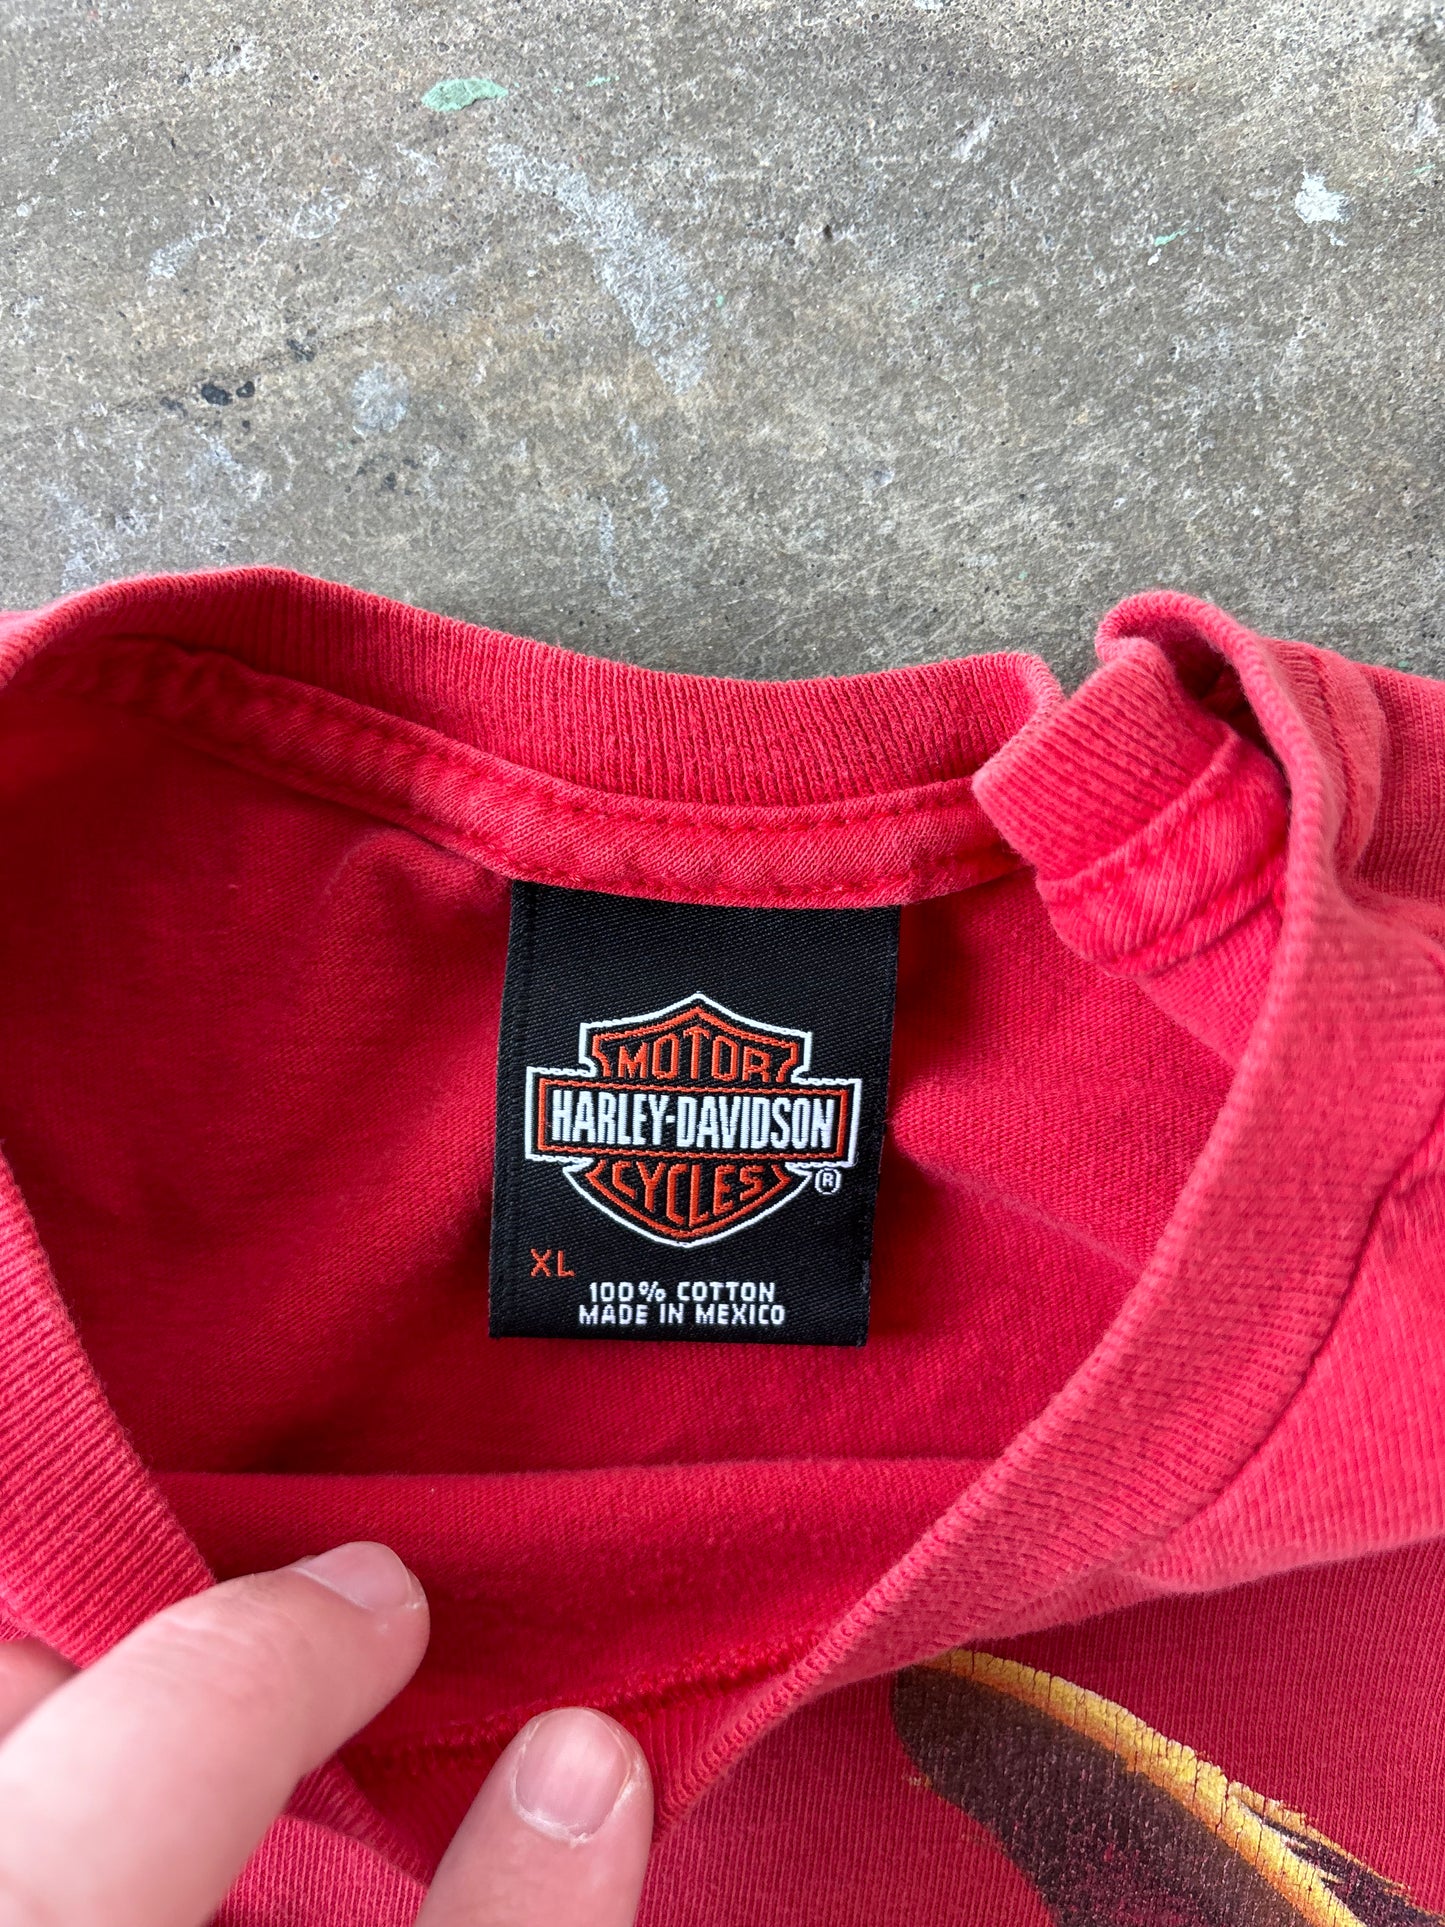 MOTOR
HARLEY-DAVIDSON
CYCLES
®
XL
100% COTTON
MADE IN MEXICO